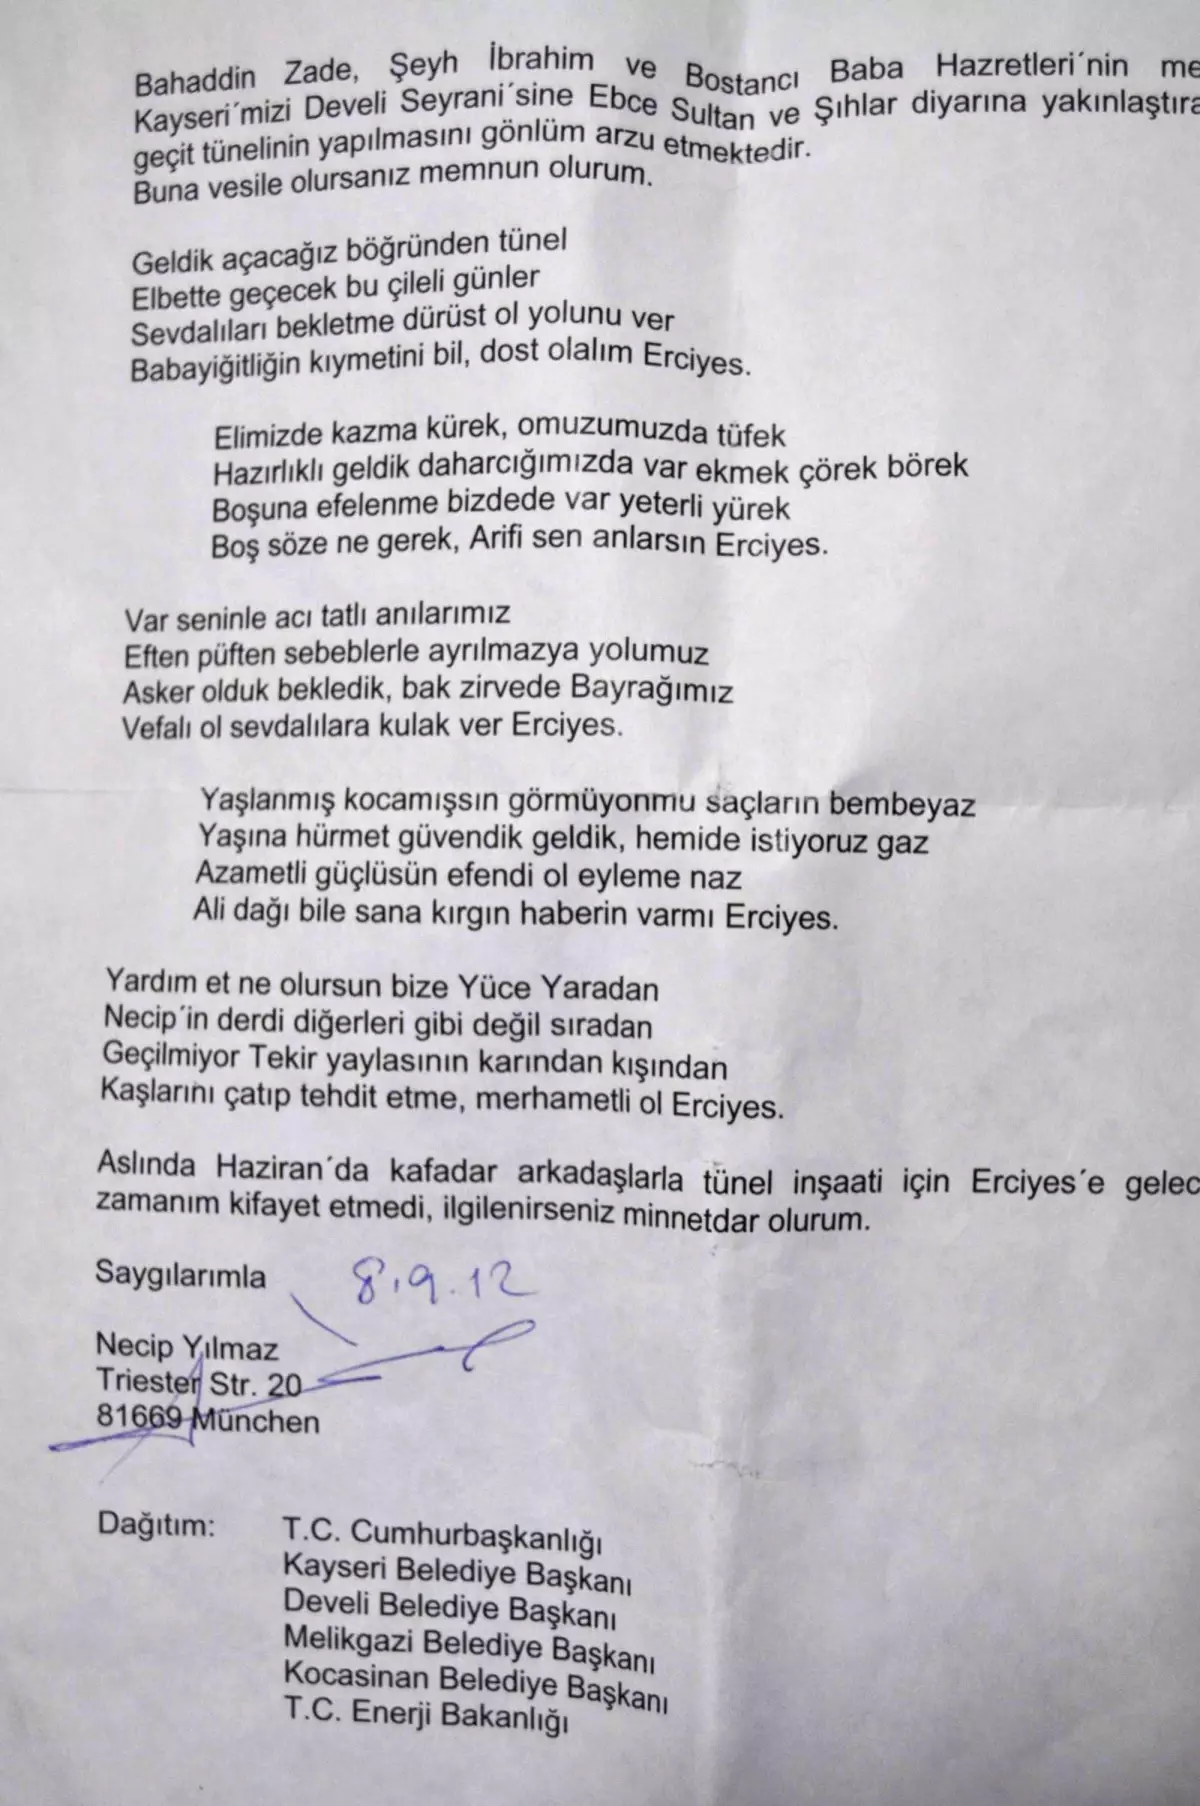 Bahaddin Zade, Şeyh İbrahim ve Bostancı Baba Hazretleri´nin
Kayseri´mizi Develi Seyrani´sine Ebce Sultan ve Şıhlar diyarına
geçit tünelinin yapılmasını gönlüm arzu etmektedir.
Buna vesile olursanız memnun olurum.
Geldik açacağız böğründen tünel
Elbette geçecek bu çileli günler
Sevdalıları bekletme dürüst ol yolunu ver
Babayiğitliğin kıymetini bil, dost olalım Erciyes.
Elimizde kazma kürek, omuzumuzda tüfek
Hazırlıklı geldik daharcığımızda var ekmek çörek börek
Boşuna efelenme bizdede var yeterli yürek
Boş söze ne gerek, Arifi sen anlarsın Erciyes.
Var seninle acı tatlı anılarımız
Eften püften sebeblerle ayrılmazya yolumuz
Asker olduk bekledik, bak zirvede Bayrağımız
Vefalı ol sevdalılara kulak ver Erciyes.
Yaşlanmış kocamışsın görmüyonmu saçların bembeyaz
Yaşına hürmet güvendik geldik, hemide istiyoruz gaz
Azametli güçlüsün efendi ol eyleme naz
Ali dağı bile sana kırgın haberin varmı Erciyes.
Yardım et ne olursun bize Yüce Yaradan
Necip´in derdi diğerleri gibi değil sıradan
Geçilmiyor Tekir yaylasının karından kışından
Kaşlarını çatıp tehdit etme, merhametli ol Erciyes.
Aslında Haziran´da kafadar arkadaşlarla tünel inşaati için Erciyes´e
zamanım kifayet etmedi, ilgilenirseniz minnetdar olurum.
Saygılarımla 8.9.12
Necip Yılmaz
Triester Str. 20
81669 München
Dağıtım: T.C. Cumhurbaşkanlığı
Kayseri Belediye Başkanı
Develi Belediye Başkanı
Melikgazi Belediye Başkanı
Kocasinan Belediye Başkanı
T.C. Enerji Bakanlığı